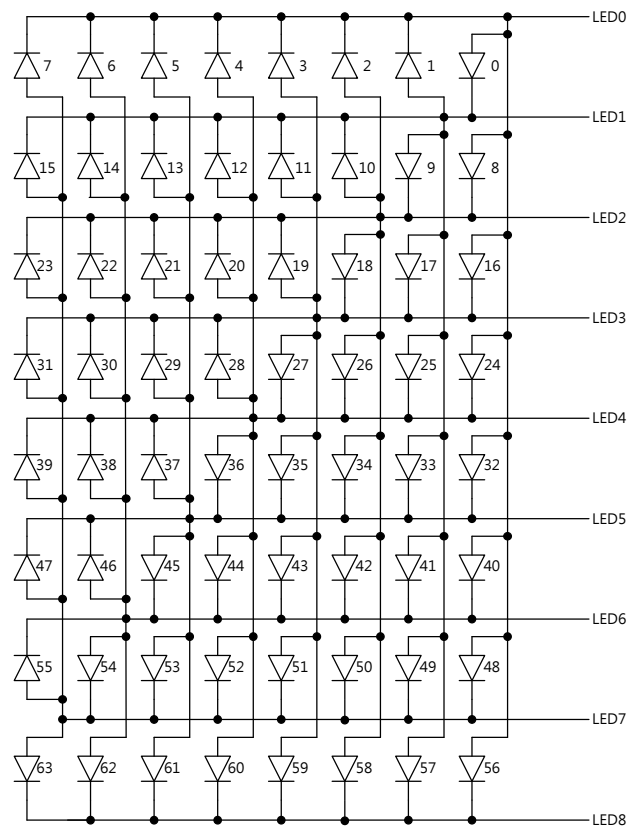 LED0
7 6 5 4 3 2 1 0
LED1
15 14 13 12 11 10 9 8
LED2
23 22 21 20 19 18 17 16
LED3
31 30 29 28 27 26 25 24
LED4
39 38 37 36 35 34 33 32
LED5
47 46 45 44 43 42 41 40
LED6
55 54 53 52 51 50 49 48
LED7
63 62 61 60 59 58 57 56
LED8